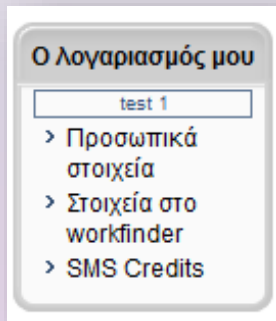 Ο λογαριασμός μου
test 1
Προσωπικά
στοιχεία
Στοιχεία στο
workfinder
SMS Credits